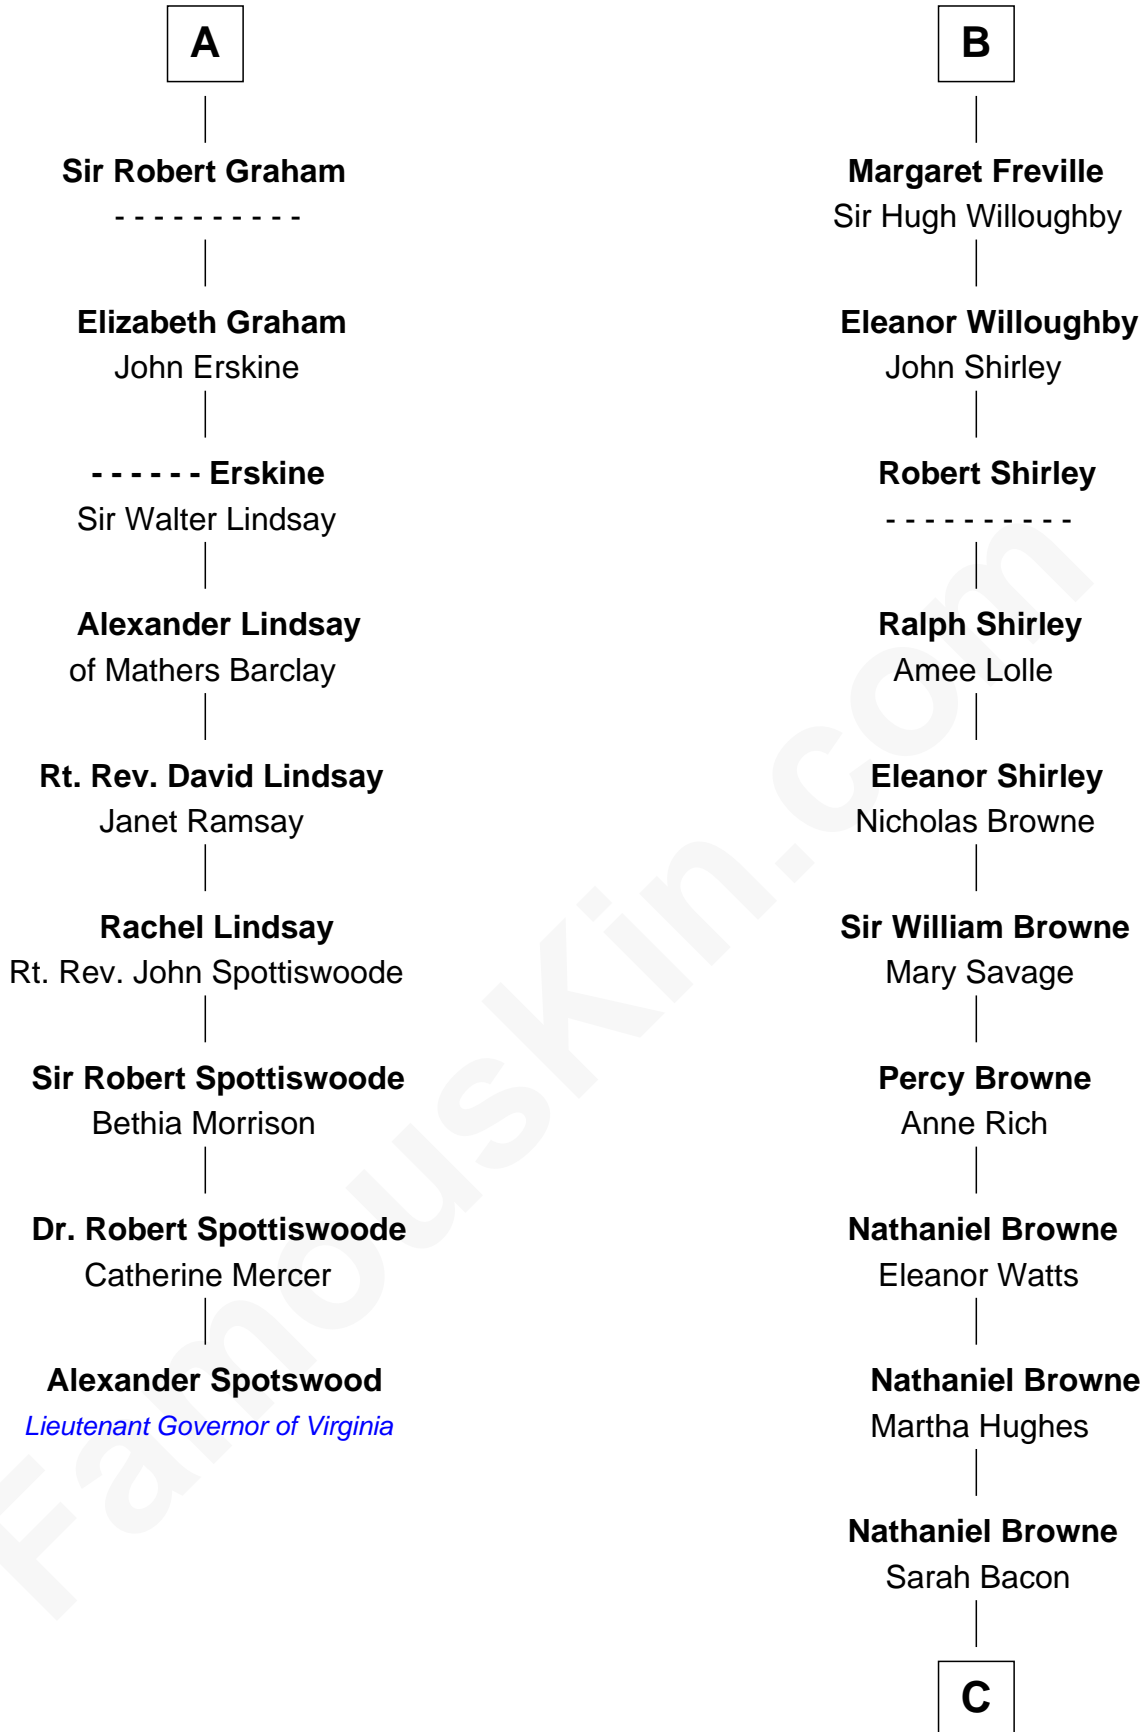 A
Sir Robert Graham
- - - - - - - - - -
Elizabeth Graham
John Erskine
- - - - - - Erskine
Sir Walter Lindsay
Alexander Lindsay
of Mathers Barclay
Rt. Rev. David Lindsay
Janet Ramsay
Rachel Lindsay
Rt. Rev. John Spottiswoode
Sir Robert Spottiswoode
Bethia Morrison
Dr. Robert Spottiswoode
Catherine Mercer
Alexander Spotswood
Lieutenant Governor of Virginia
B
Margaret Freville
Sir Hugh Willoughby
Eleanor Willoughby
John Shirley
Robert Shirley
- - - - - - - - - -
Ralph Shirley
Amee Lolle
Eleanor Shirley
Nicholas Browne
Sir William Browne
Mary Savage
Percy Browne
Anne Rich
Nathaniel Browne
Eleanor Watts
Nathaniel Browne
Martha Hughes
Nathaniel Browne
Sarah Bacon
C
FamousKin.com